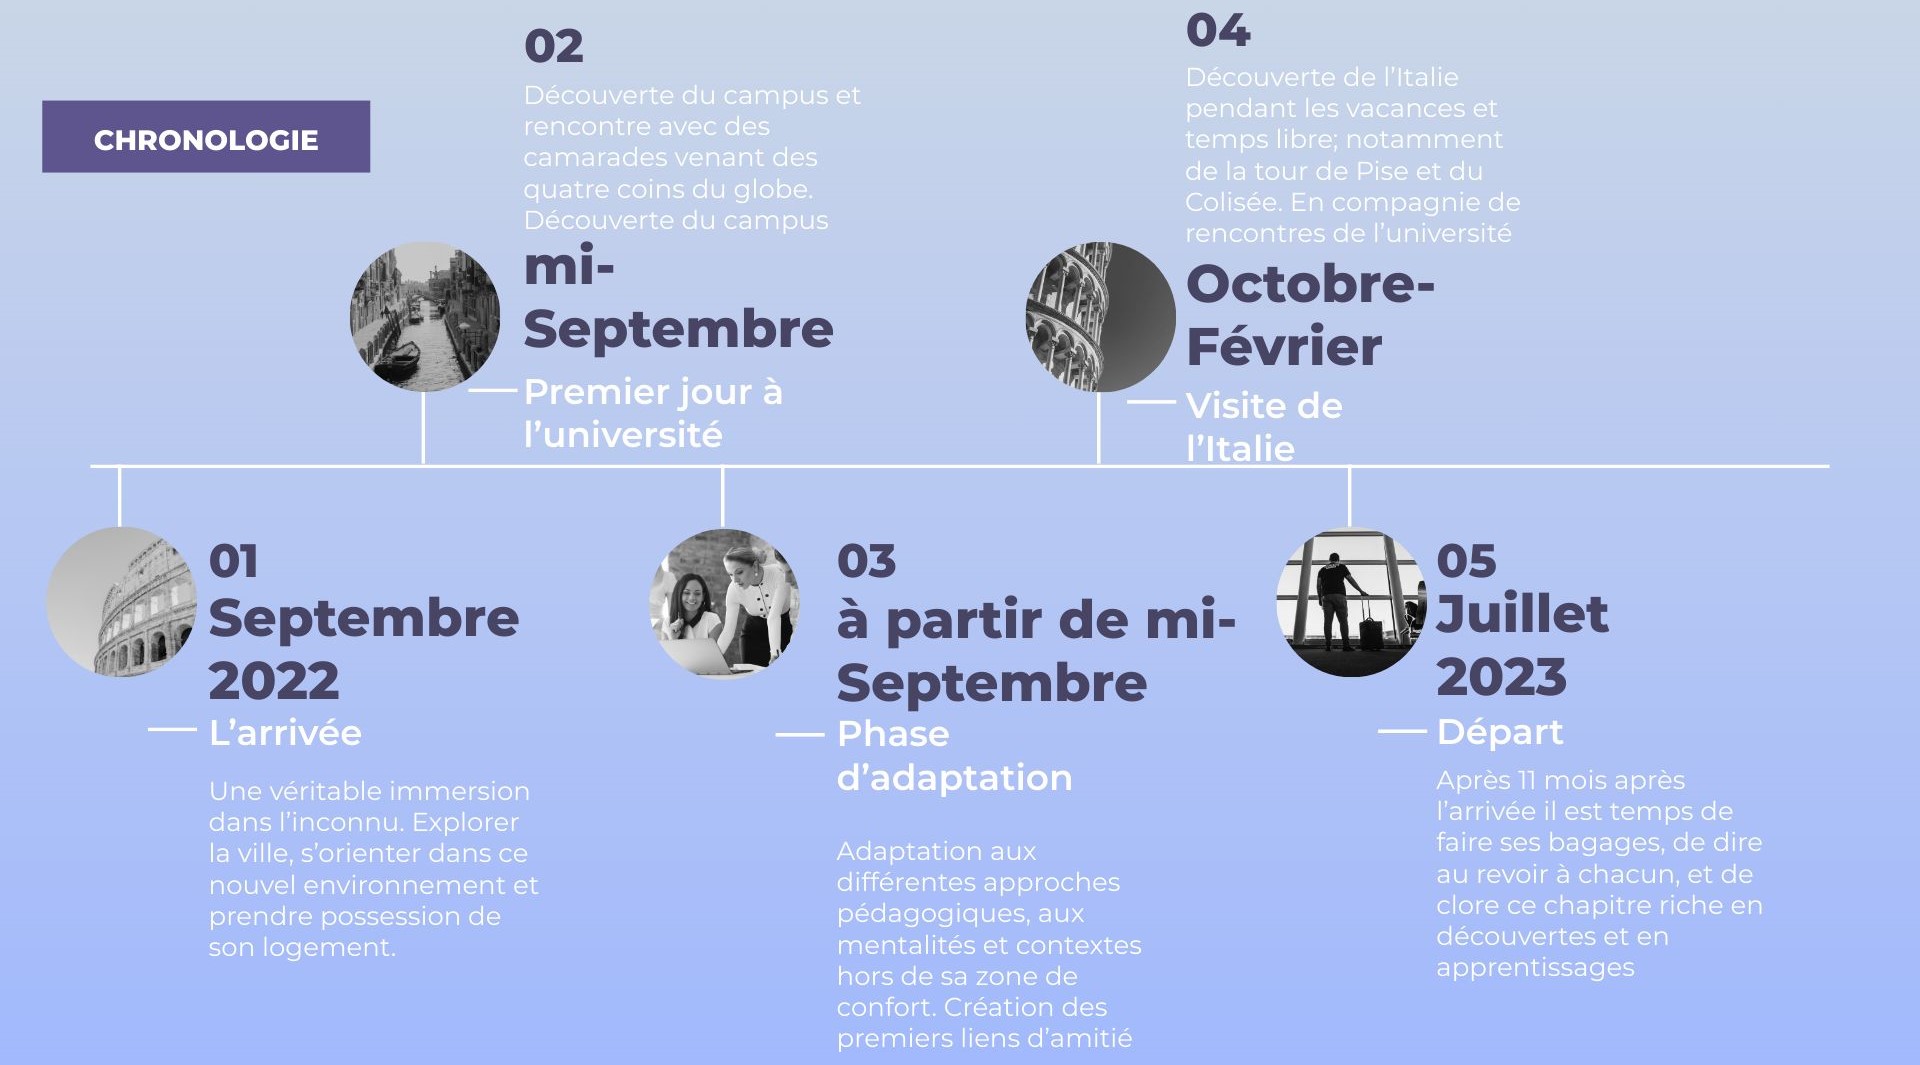 CHRONOLOGIE
01
Septembre
2022
L’arrivée
Une véritable immersion
dans l’inconnu. Explorer
la ville, s’orienter dans ce
nouvel environnement et
prendre possession de
son logement.
02
Découverte du campus et
rencontre avec des
camarades venant des
quatre coins du globe.
Découverte du campus
mi-
Septembre
Premier jour à
l’université
03
à partir de mi-
Septembre
Phase
d’adaptation
Adaptation aux
différentes approches
pédagogiques, aux
mentalités et contextes
hors de sa zone de
confort. Création des
premiers liens d’amitié
04
Découverte de l’Italie
pendant les vacances et
temps libre; notamment
de la tour de Pise et du
Colisée. En compagnie de
rencontres de l’université
Octobre-
Février
Visite de
l’Italie
05
Juillet
2023
Départ
Après 11 mois après
l’arrivée il est temps de
faire ses bagages, de dire
au revoir à chacun, et de
clore ce chapitre riche en
découvertes et en
apprentissages